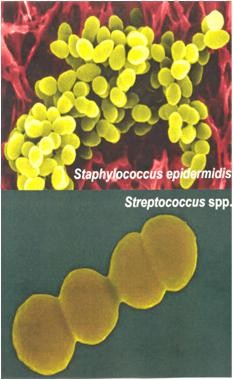 Staphylococcus epidermidis
Streptococcus spp.